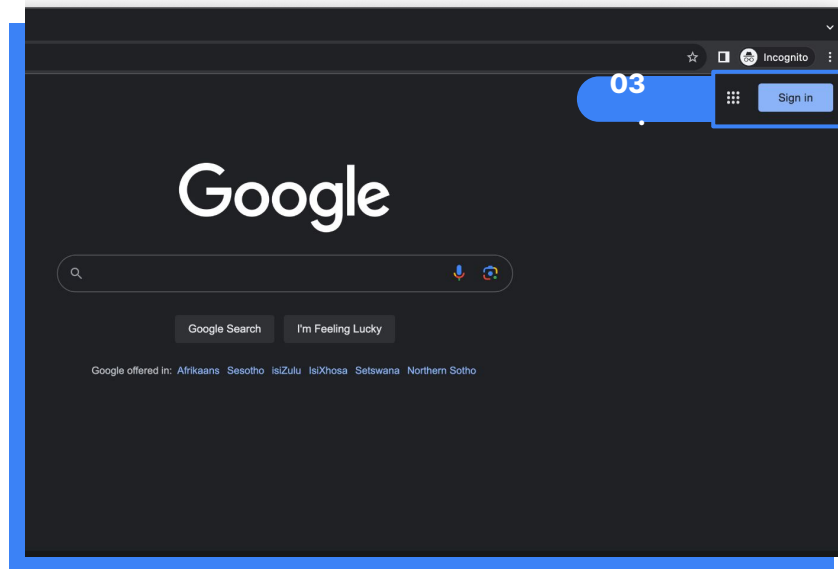 Incognito
03
.
Sign in
Google
Google Search I'm Feeling Lucky
Google offered in: Afrikaans Sesotho isiZulu IsiXhosa Setswana Northern Sotho